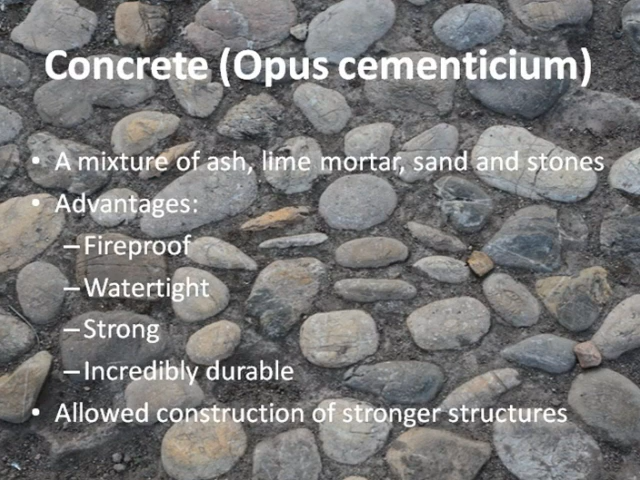 Concrete (Opus cementicium)
• A mixture of ash, lime mortar, sand and stones
• Advantages:
–Fireproof
–Watertight
–Strong
–Incredibly durable
• Allowed construction of stronger structures